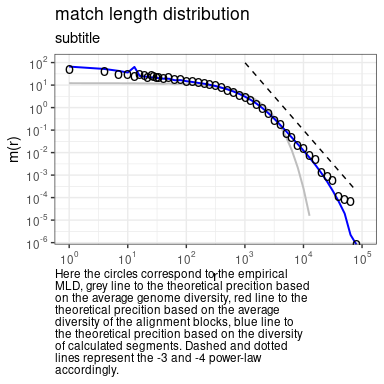 match length distribution
subtitle
10²
10¹
10⁰
10⁻¹
10⁻²
10⁻³
10⁻⁴
10⁻⁵
10⁻⁶
m(r)
10⁰ 10¹ 10² 10³ 10⁴ 10⁵
r
Here the circles correspond to the empirical
MLD, grey line to the theoretical precition based
on the average genome diversity, red line to the
theoretical precition based on the average
diversity of the alignment blocks, blue line to
the theoretical precition based on the diversity
of calculated segments. Dashed and dotted
lines represent the -3 and -4 power-law
accordingly.